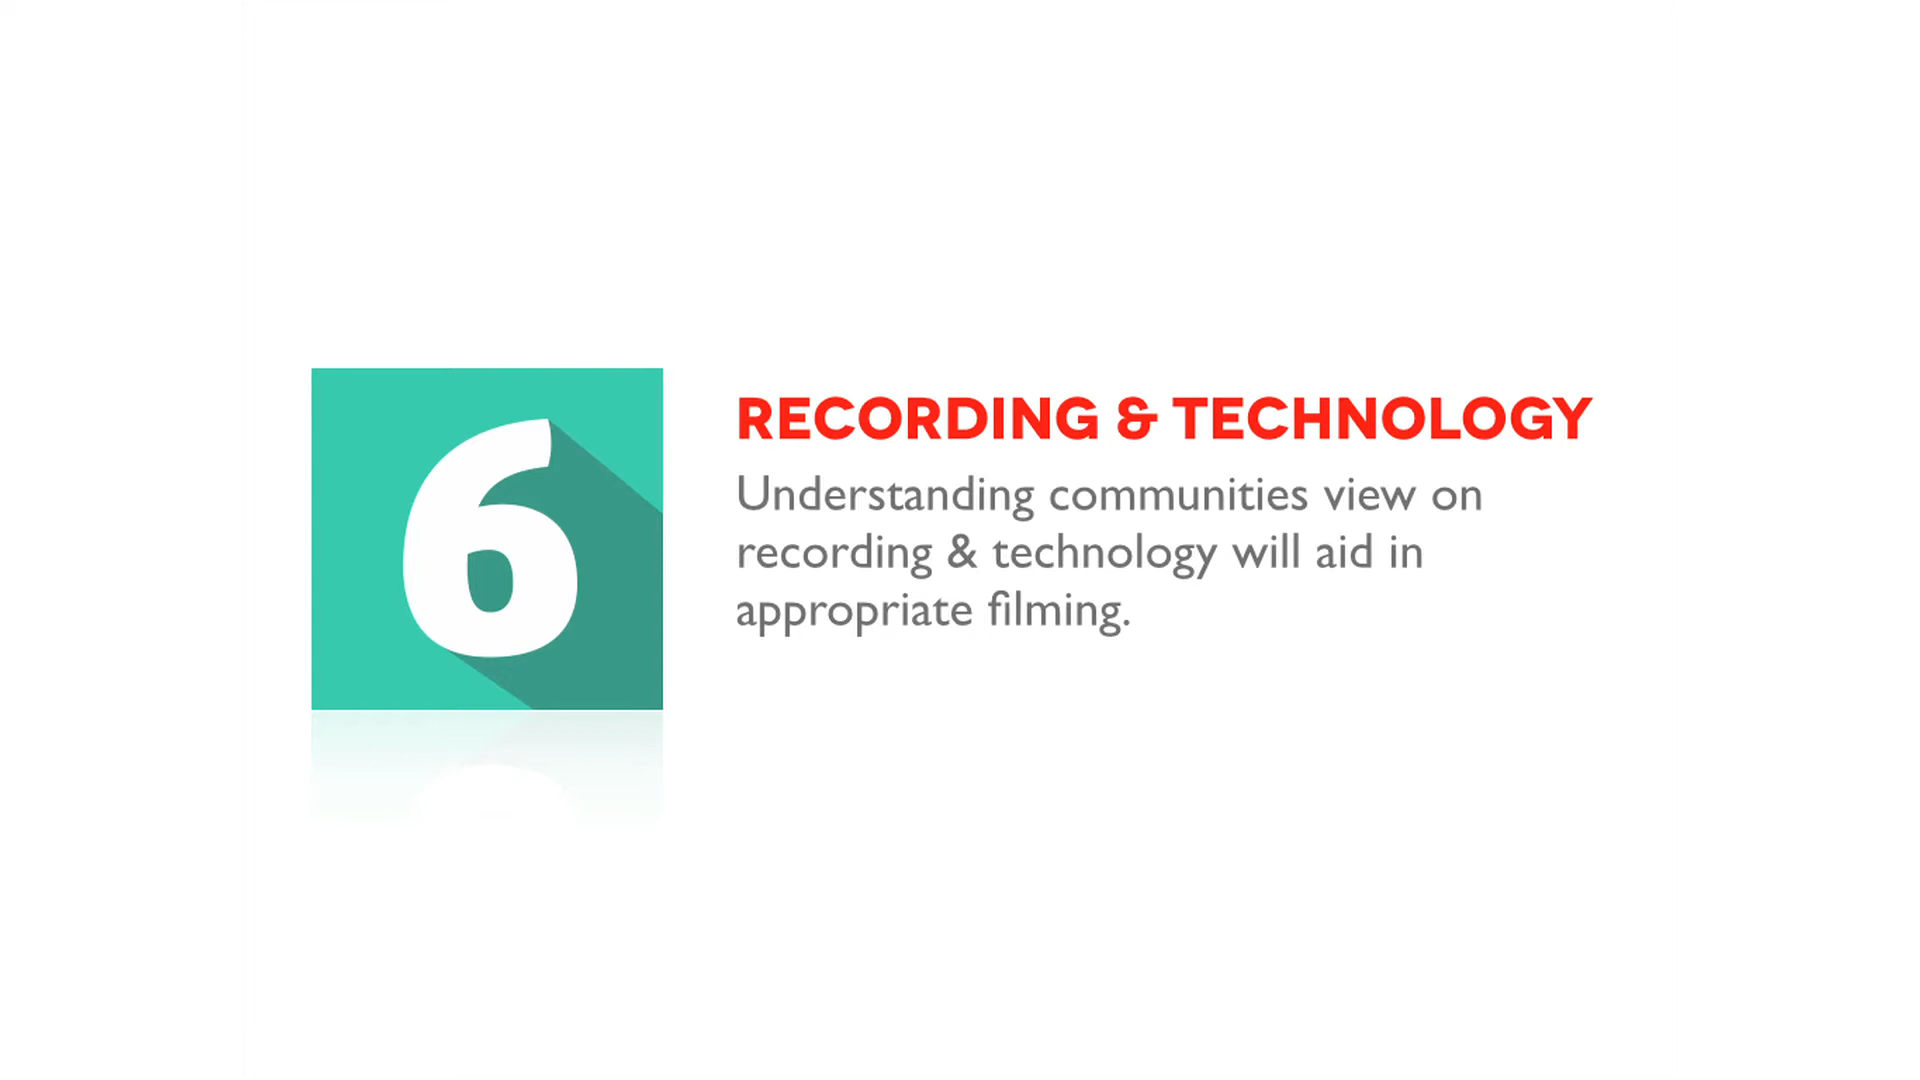 6
RECORDING & TECHNOLOGY
Understanding communities view on
recording & technology will aid in
appropriate filming.